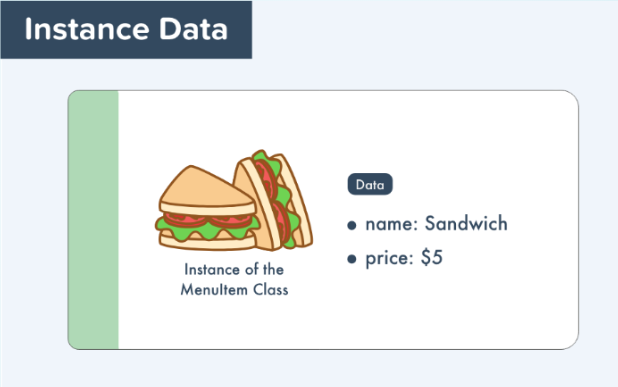 Instance Data
Instance of the
MenuItem Class
Data
• name: Sandwich
• price: $5